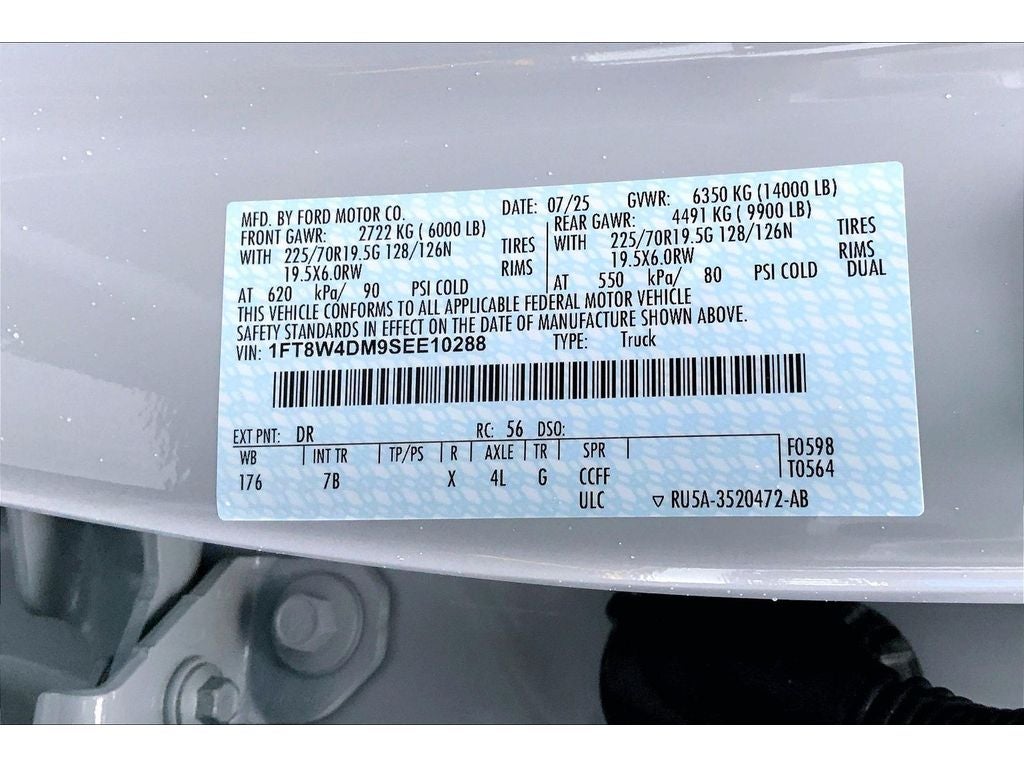 MFD. BY FORD MOTOR CO. DATE: 07/25 GVWR: 6350 KG (14000 LB)
FRONT GAWR: 2722 KG ( 6000 LB) REAR GAWR: 4491 KG ( 9900 LB)
WITH 225/70R19.5G 128/126N TIRES WITH 225/70R19.5G 128/126N TIRES
19.5X6.0RW RIMS 19.5X6.0RW RIMS
AT 620 kPa/ 90 PSI COLD AT 550 kPa/ 80 PSI COLD DUAL
THIS VEHICLE CONFORMS TO ALL APPLICABLE FEDERAL MOTOR VEHICLE
SAFETY STANDARDS IN EFFECT ON THE DATE OF MANUFACTURE SHOWN ABOVE.
VIN: 1FT8W4DM9SEE10288 TYPE: Truck
EXT PNT: DR RC: 56 DSO:
WB INT TR TP/PS R AXLE TR SPR F0598
176 7B X 4L G CCFF T0564
ULC ▽ RU5A-3520472-AB